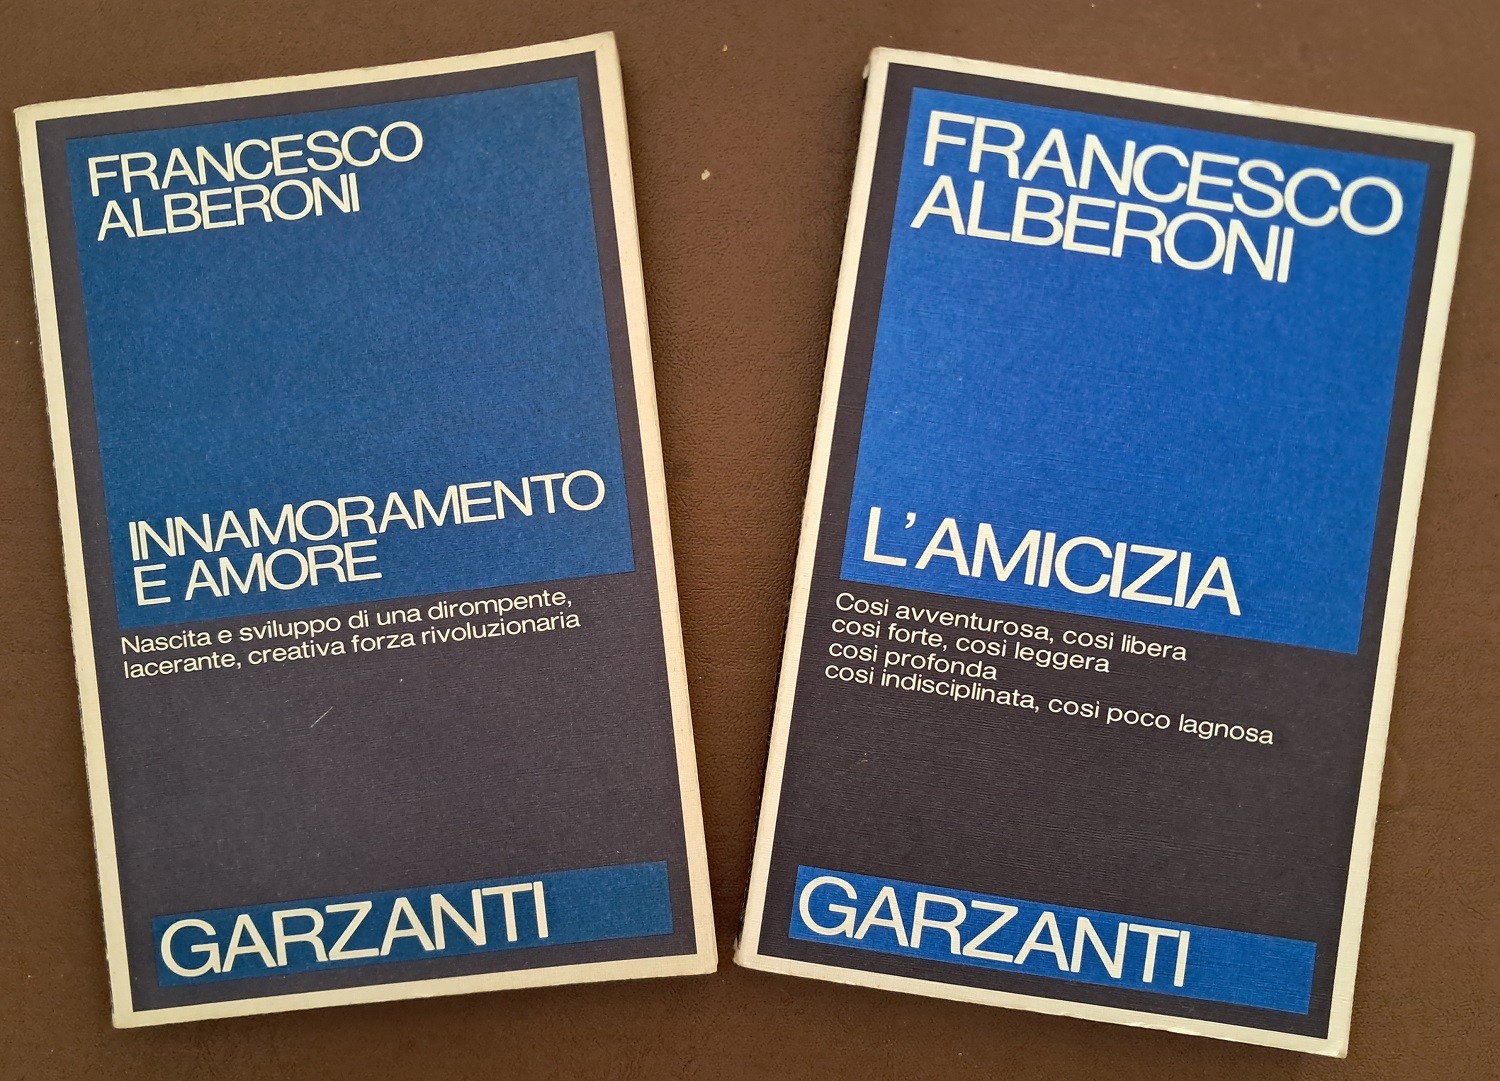 FRANCESCO
ALBERONI
INNAMORAMENTO
E AMORE
Nascita e sviluppo di una dirompente,
lacerante, creativa forza rivoluzionaria
GARZANTI
FRANCESCO
ALBERONI
L'AMICIZIA
Così avventurosa, così libera
così forte, così leggera
così profonda
così indisciplinata, così poco lagnosa
GARZANTI